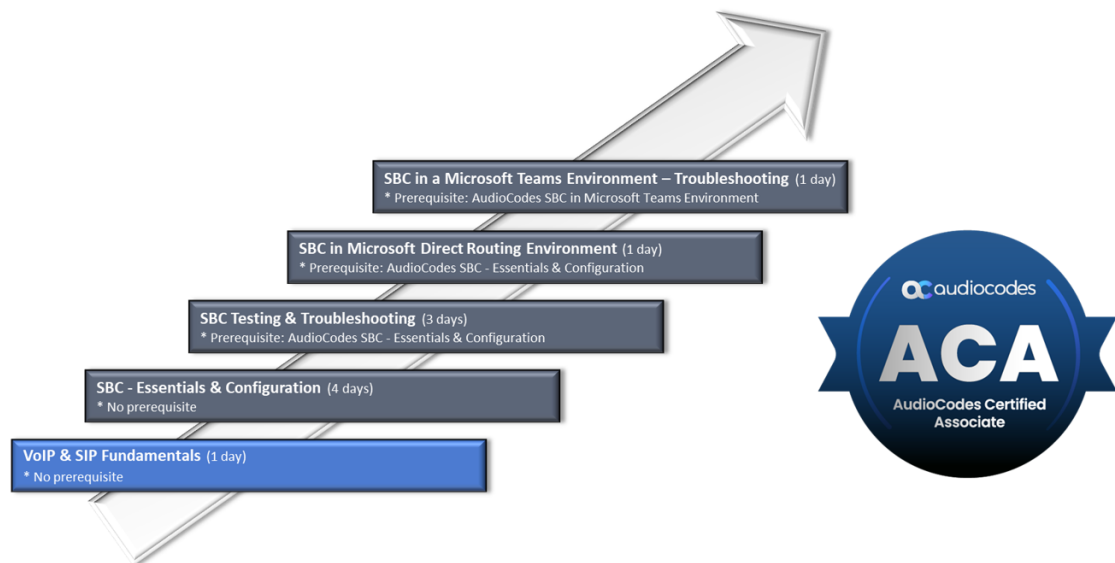 SBC in a Microsoft Teams Environment – Troubleshooting (1 day)
* Prerequisite: AudioCodes SBC in Microsoft Teams Environment
SBC in Microsoft Direct Routing Environment (1 day)
* Prerequisite: AudioCodes SBC - Essentials & Configuration
SBC Testing & Troubleshooting (3 days)
* Prerequisite: AudioCodes SBC - Essentials & Configuration
SBC - Essentials & Configuration (4 days)
* No prerequisite
VoIP & SIP Fundamentals (1 day)
* No prerequisite
audiocodes
ACA
AudioCodes Certified
Associate